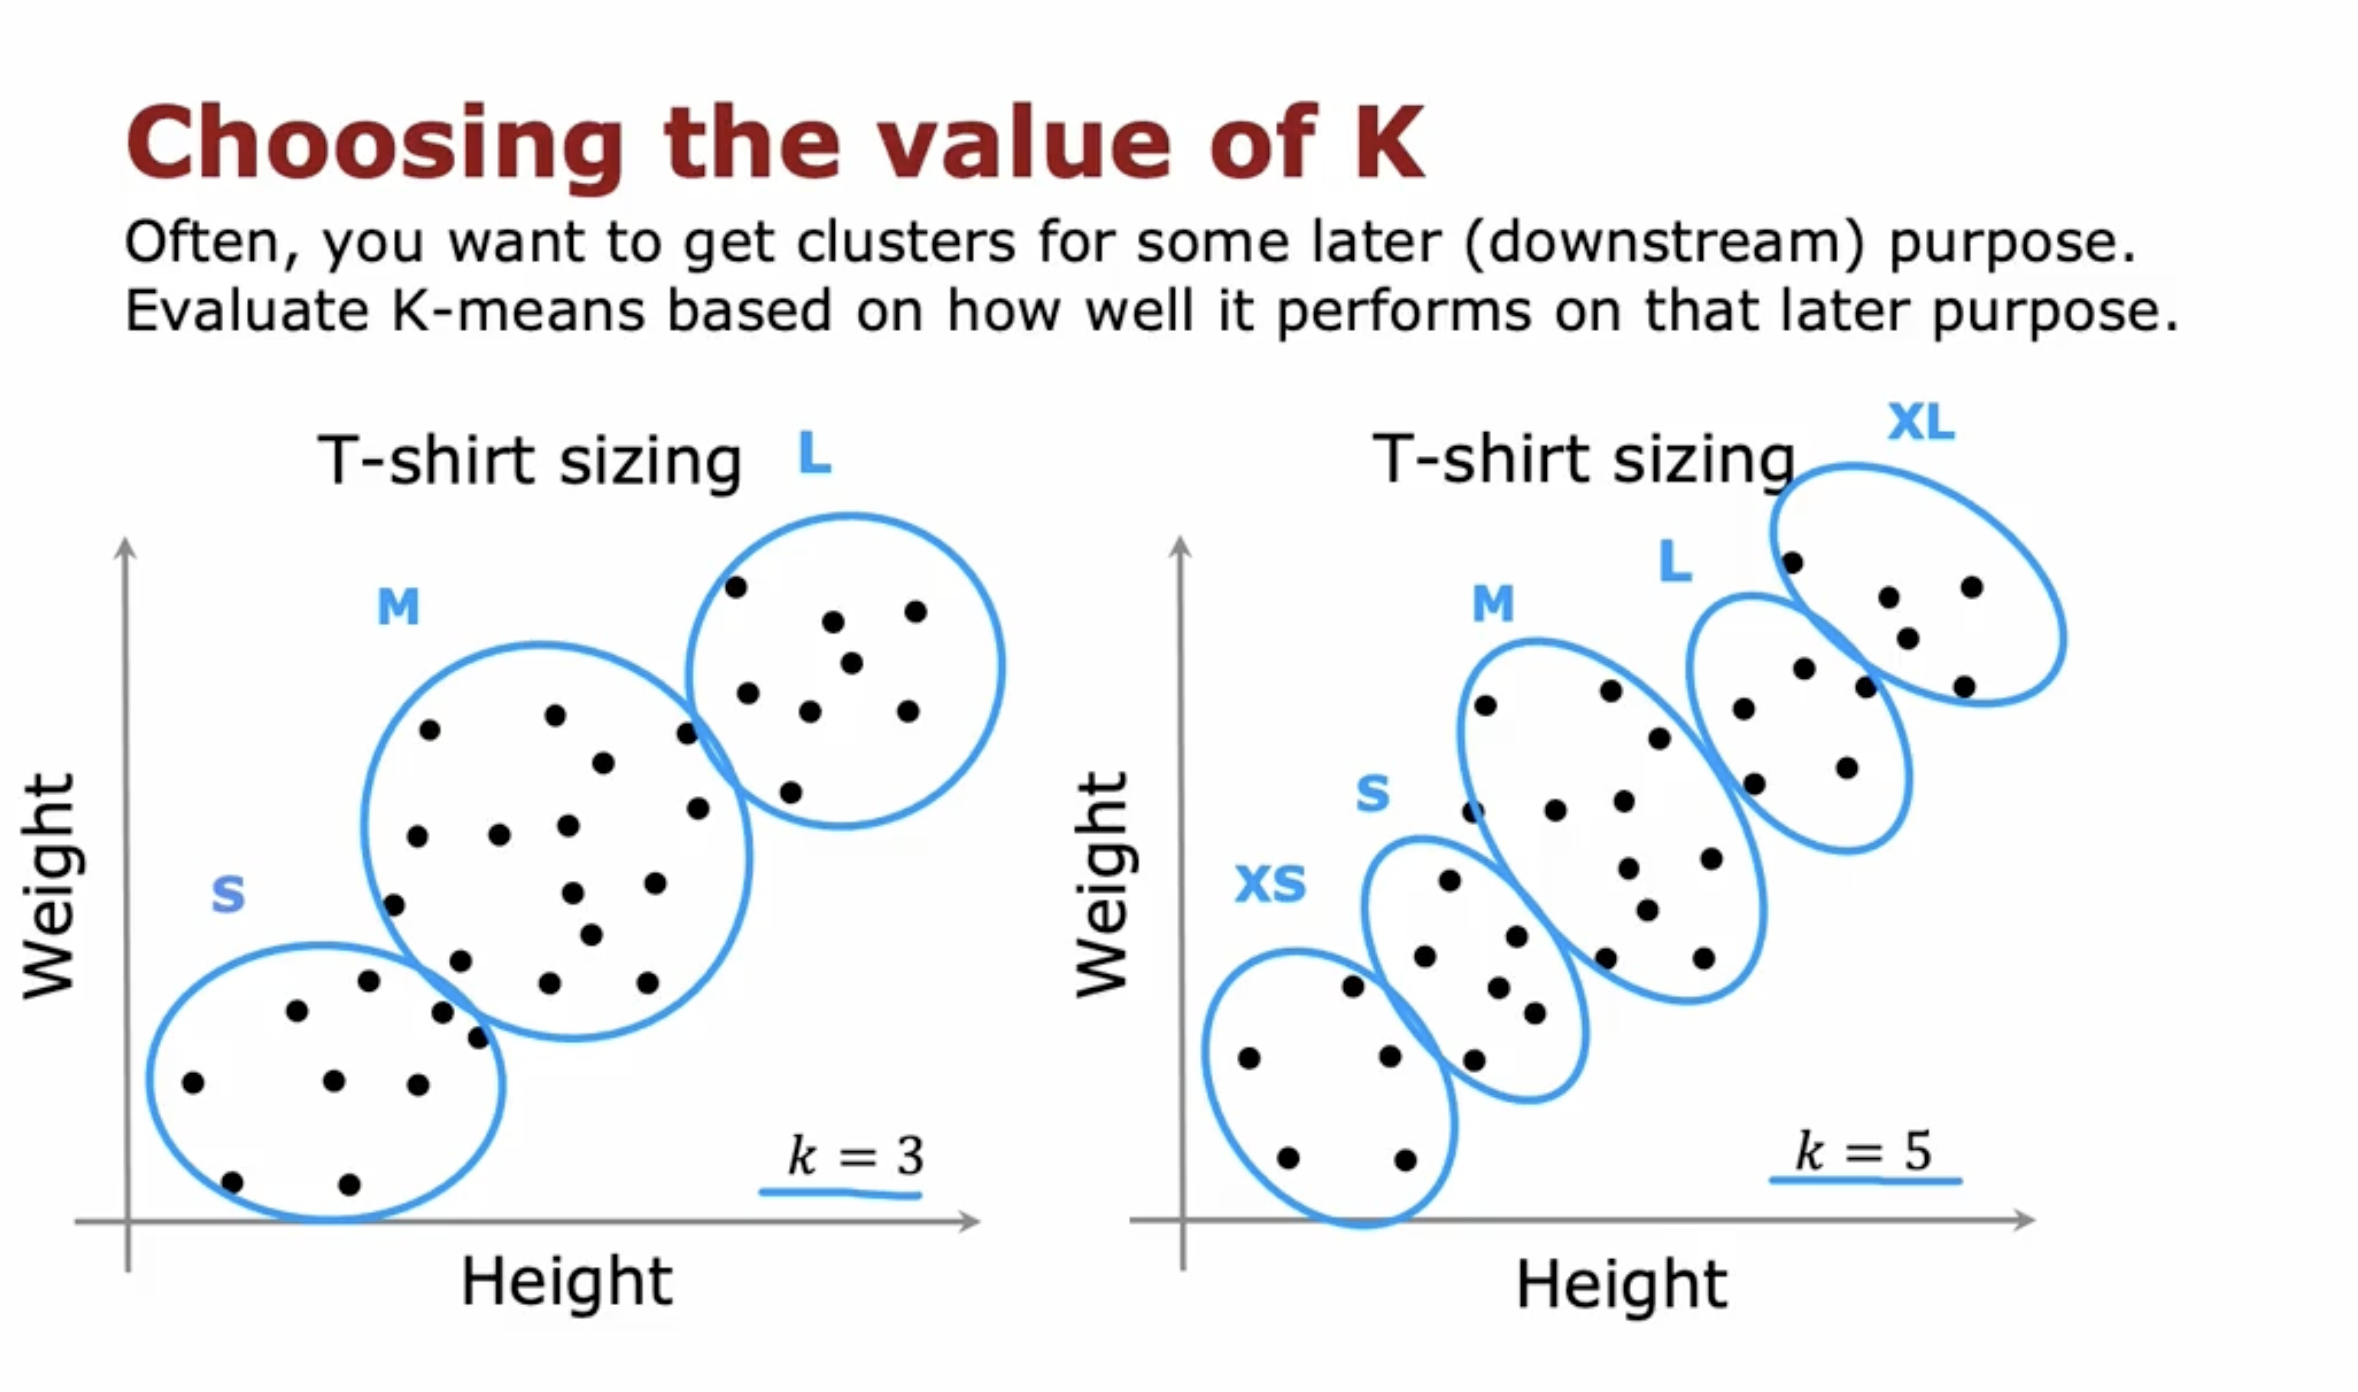 Choosing the value of K
Often, you want to get clusters for some later (downstream) purpose.
Evaluate K-means based on how well it performs on that later purpose.
T-shirt sizing
L
M
S
Weight
k = 3
Height
T-shirt sizing
XL
L
M
S
XS
Weight
k = 5
Height